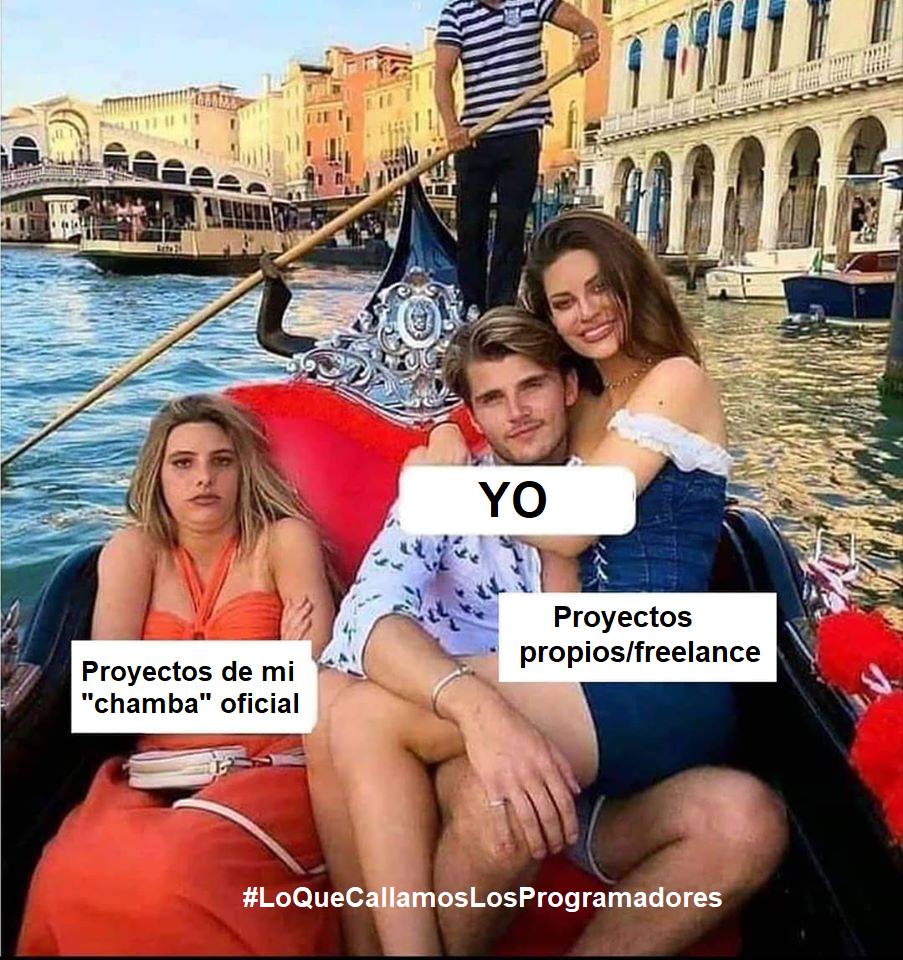 YO
Proyectos
propios/freelance
Proyectos de mi
"chamba" oficial
#LoQueCallamosLosProgramadores